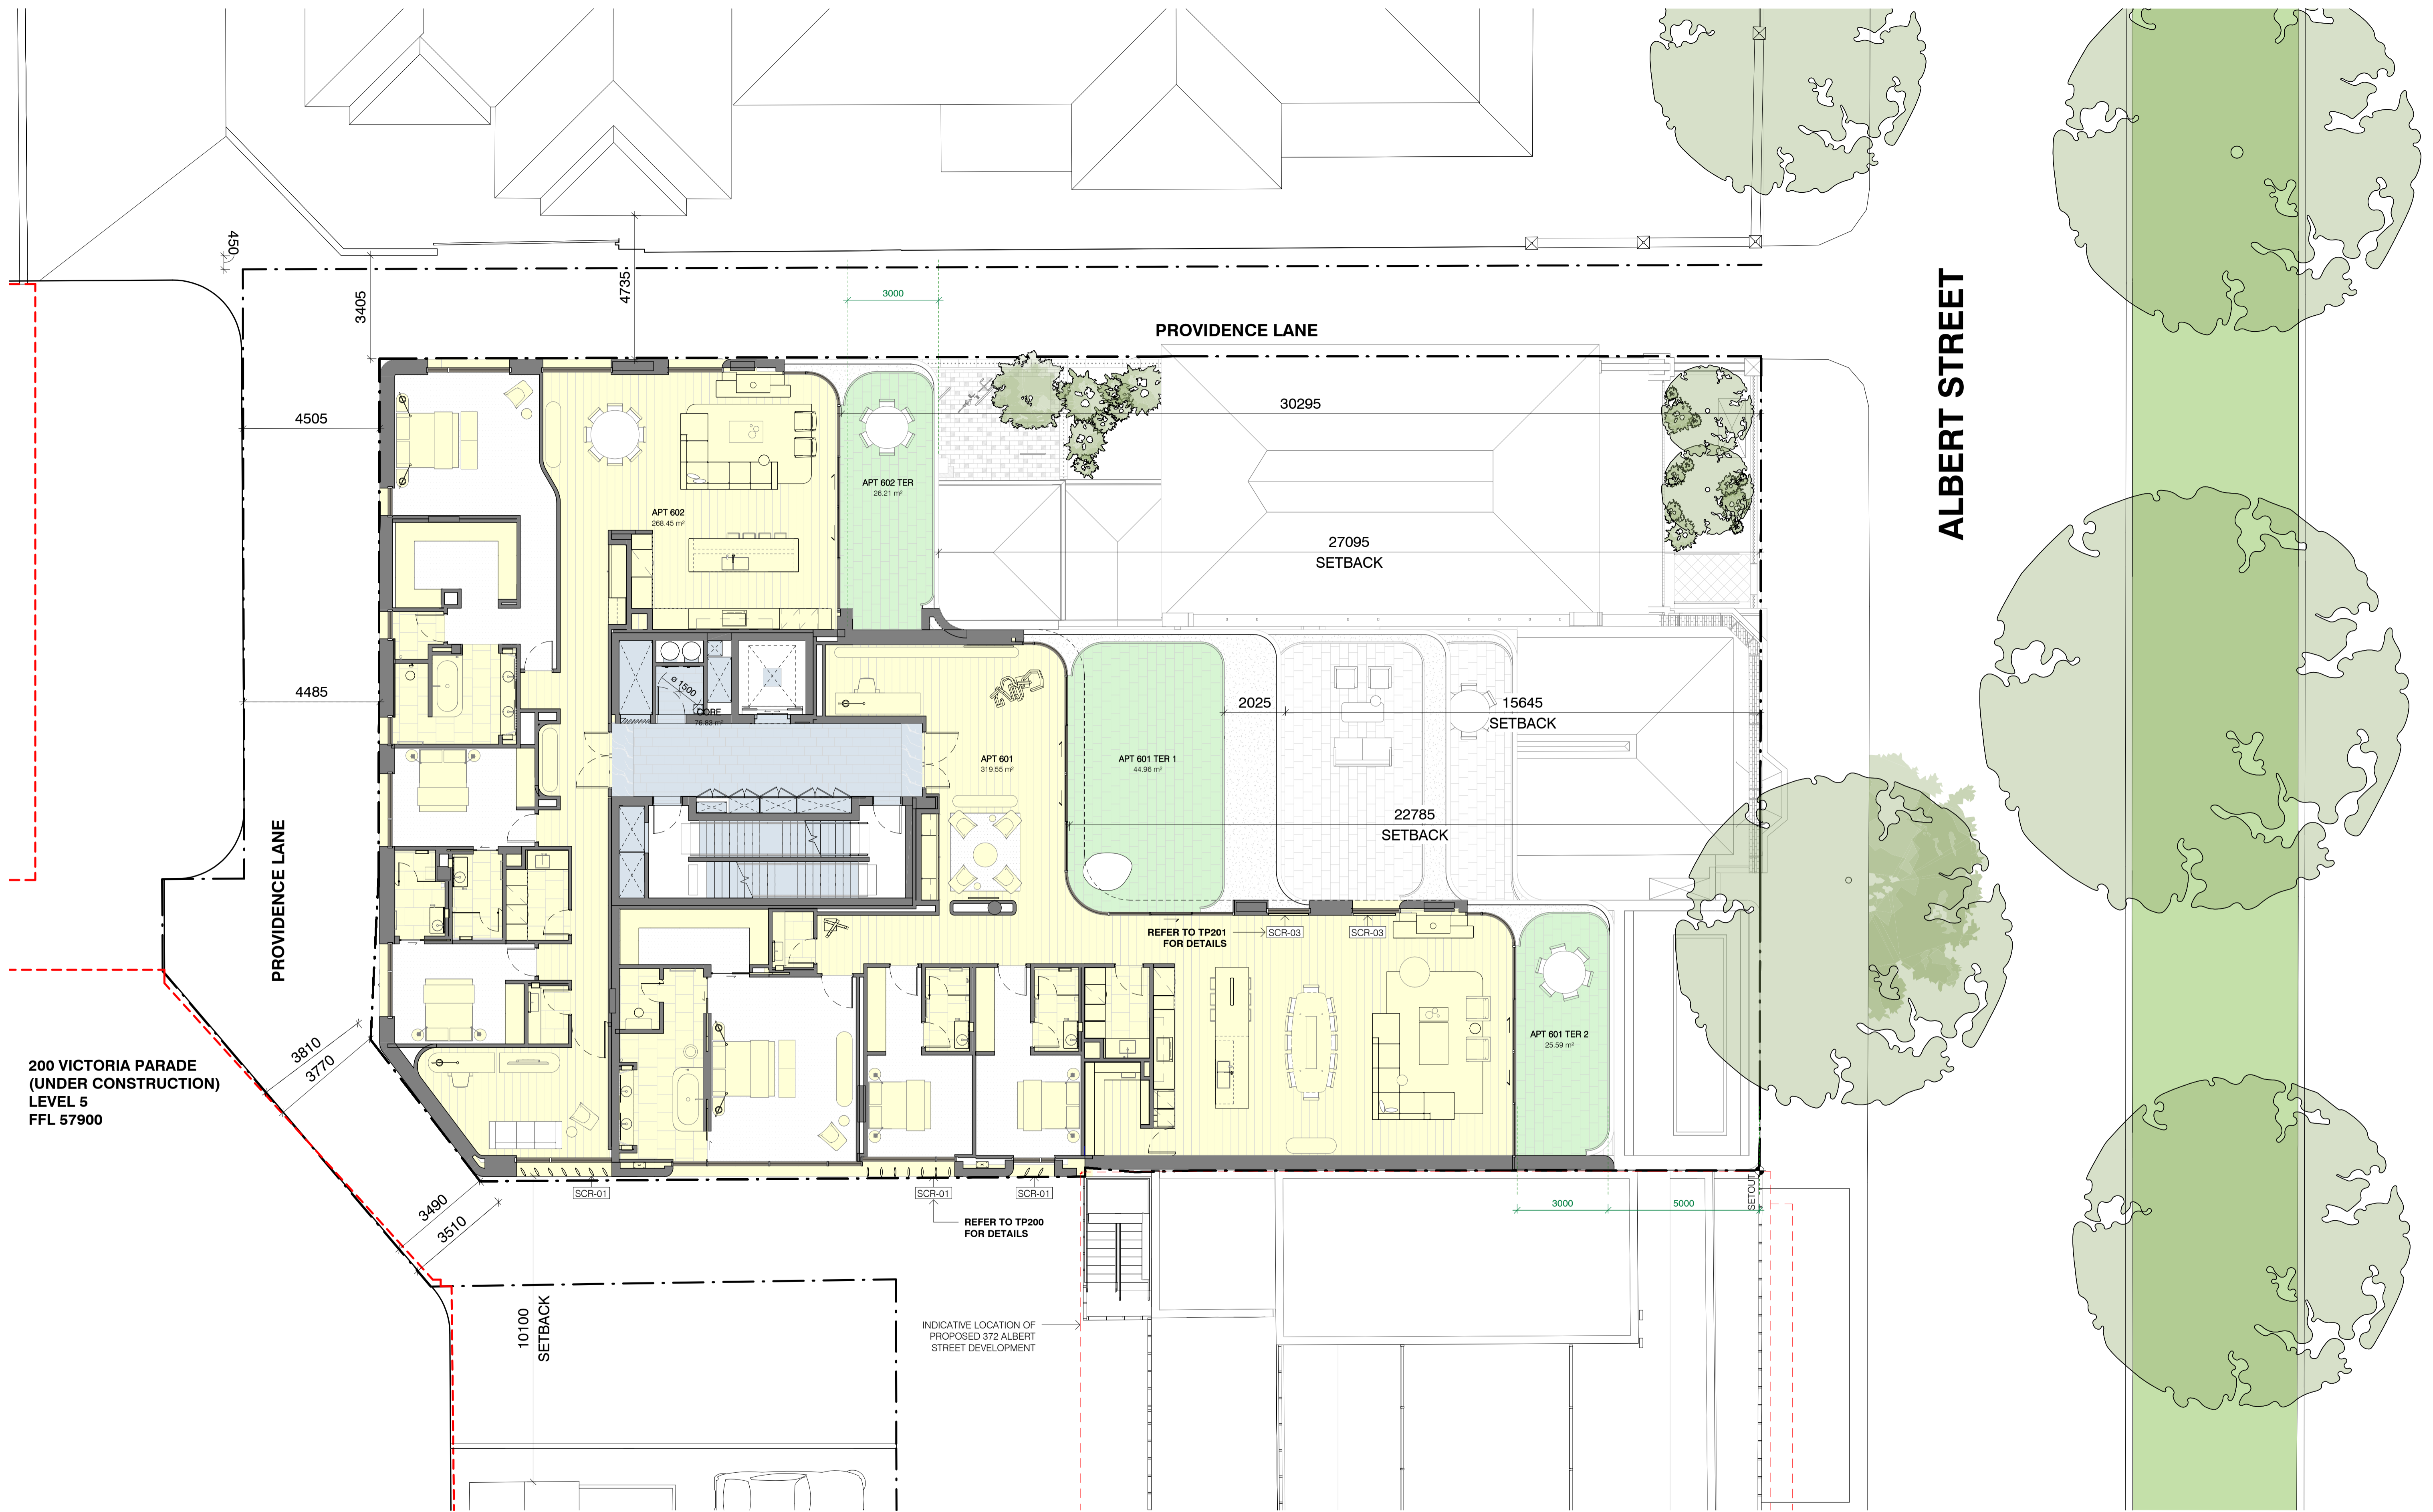 450
3405
4735
3000
PROVIDENCE LANE
ALBERT STREET
4505
30295
APT 602 TER
26.21 m²
APT 602
268.45 m²
27095
SETBACK
4485
ø 1500
CORE
76.83 m²
2025
15645
SETBACK
APT 601
319.55 m²
APT 601 TER 1
44.96 m²
22785
SETBACK
PROVIDENCE LANE
REFER TO TP201
FOR DETAILS
SCR-03
SCR-03
APT 601 TER 2
25.59 m²
3810
3770
200 VICTORIA PARADE
(UNDER CONSTRUCTION)
LEVEL 5
FFL 57900
SCR-01
SCR-01
SCR-01
3490
3510
REFER TO TP200
FOR DETAILS
3000
5000
SETOUT
10100
SETBACK
INDICATIVE LOCATION OF
PROPOSED 372 ALBERT
STREET DEVELOPMENT